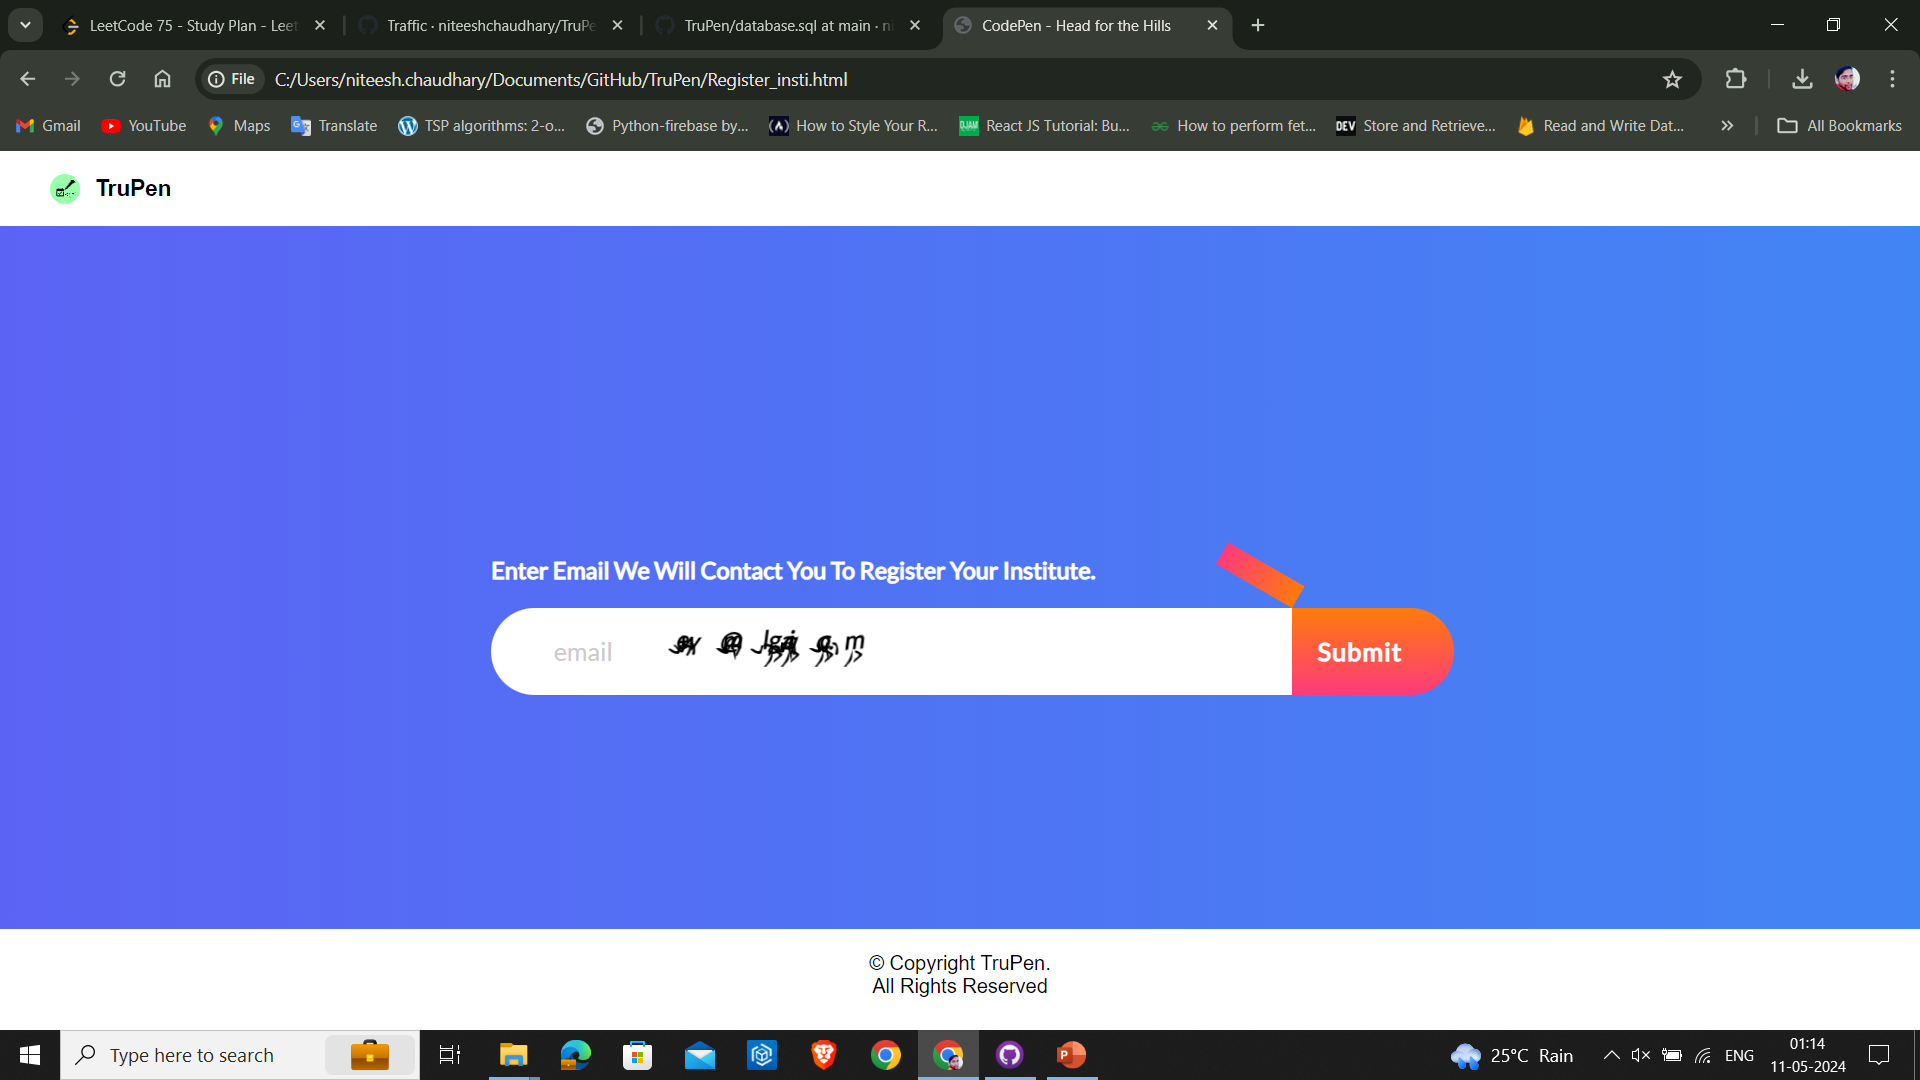 LeetCode 75 - Study Plan - Leet
Traffic · niteeshchaudhary/TruPe
TruPen/database.sql at main · ni
CodePen - Head for the Hills
File
C:/Users/niteesh.chaudhary/Documents/GitHub/TruPen/Register_insti.html
Gmail
YouTube
Maps
Translate
TSP algorithms: 2-o...
Python-firebase by...
How to Style Your R...
React JS Tutorial: Bu...
How to perform fet...
DEV
Store and Retrieve...
Read and Write Dat...
All Bookmarks
TruPen
Enter Email We Will Contact You To Register Your Institute.
email
Submit
© Copyright TruPen.
All Rights Reserved
Type here to search
25°C Rain
ENG
01:14
11-05-2024